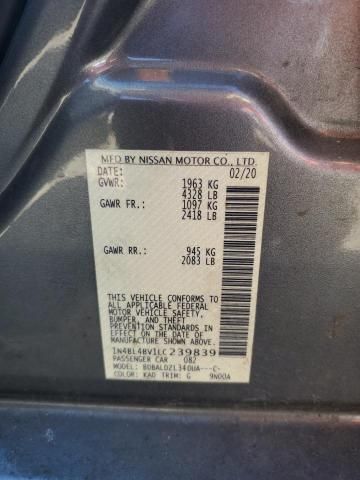 MFD BY NISSAN MOTOR CO., LTD.
DATE: 02/20
GVWR: 1963 KG
4328 LB
GAWR FR.: 1097 KG
2418 LB
GAWR RR.: 945 KG
2083 LB
THIS VEHICLE CONFORMS TO
ALL APPLICABLE FEDERAL
MOTOR VEHICLE SAFETY,
BUMPER, AND THEFT
PREVENTION STANDARDS
IN EFFECT ON THE DATE OF
MANUFACTURE SHOWN ABOVE.
1N4BL4BV1LC239839
PASSENGER CAR 082
MODEL: BDBALD2L34DUA---C-
COLOR: KAD TRIM: G 9N00A